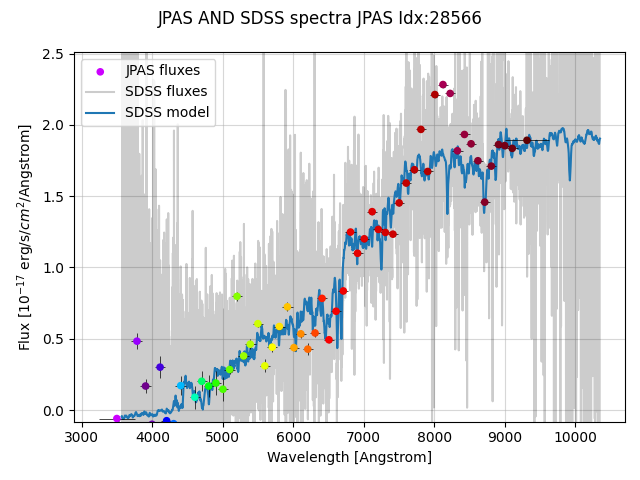 JPAS AND SDSS spectra JPAS Idx:28566
JPAS fluxes
SDSS fluxes
SDSS model
2.5
2.0
1.5
1.0
0.5
0.0
Flux [10⁻¹⁷ erg/s/cm²/Angstrom]
3000 4000 5000 6000 7000 8000 9000 10000
Wavelength [Angstrom]